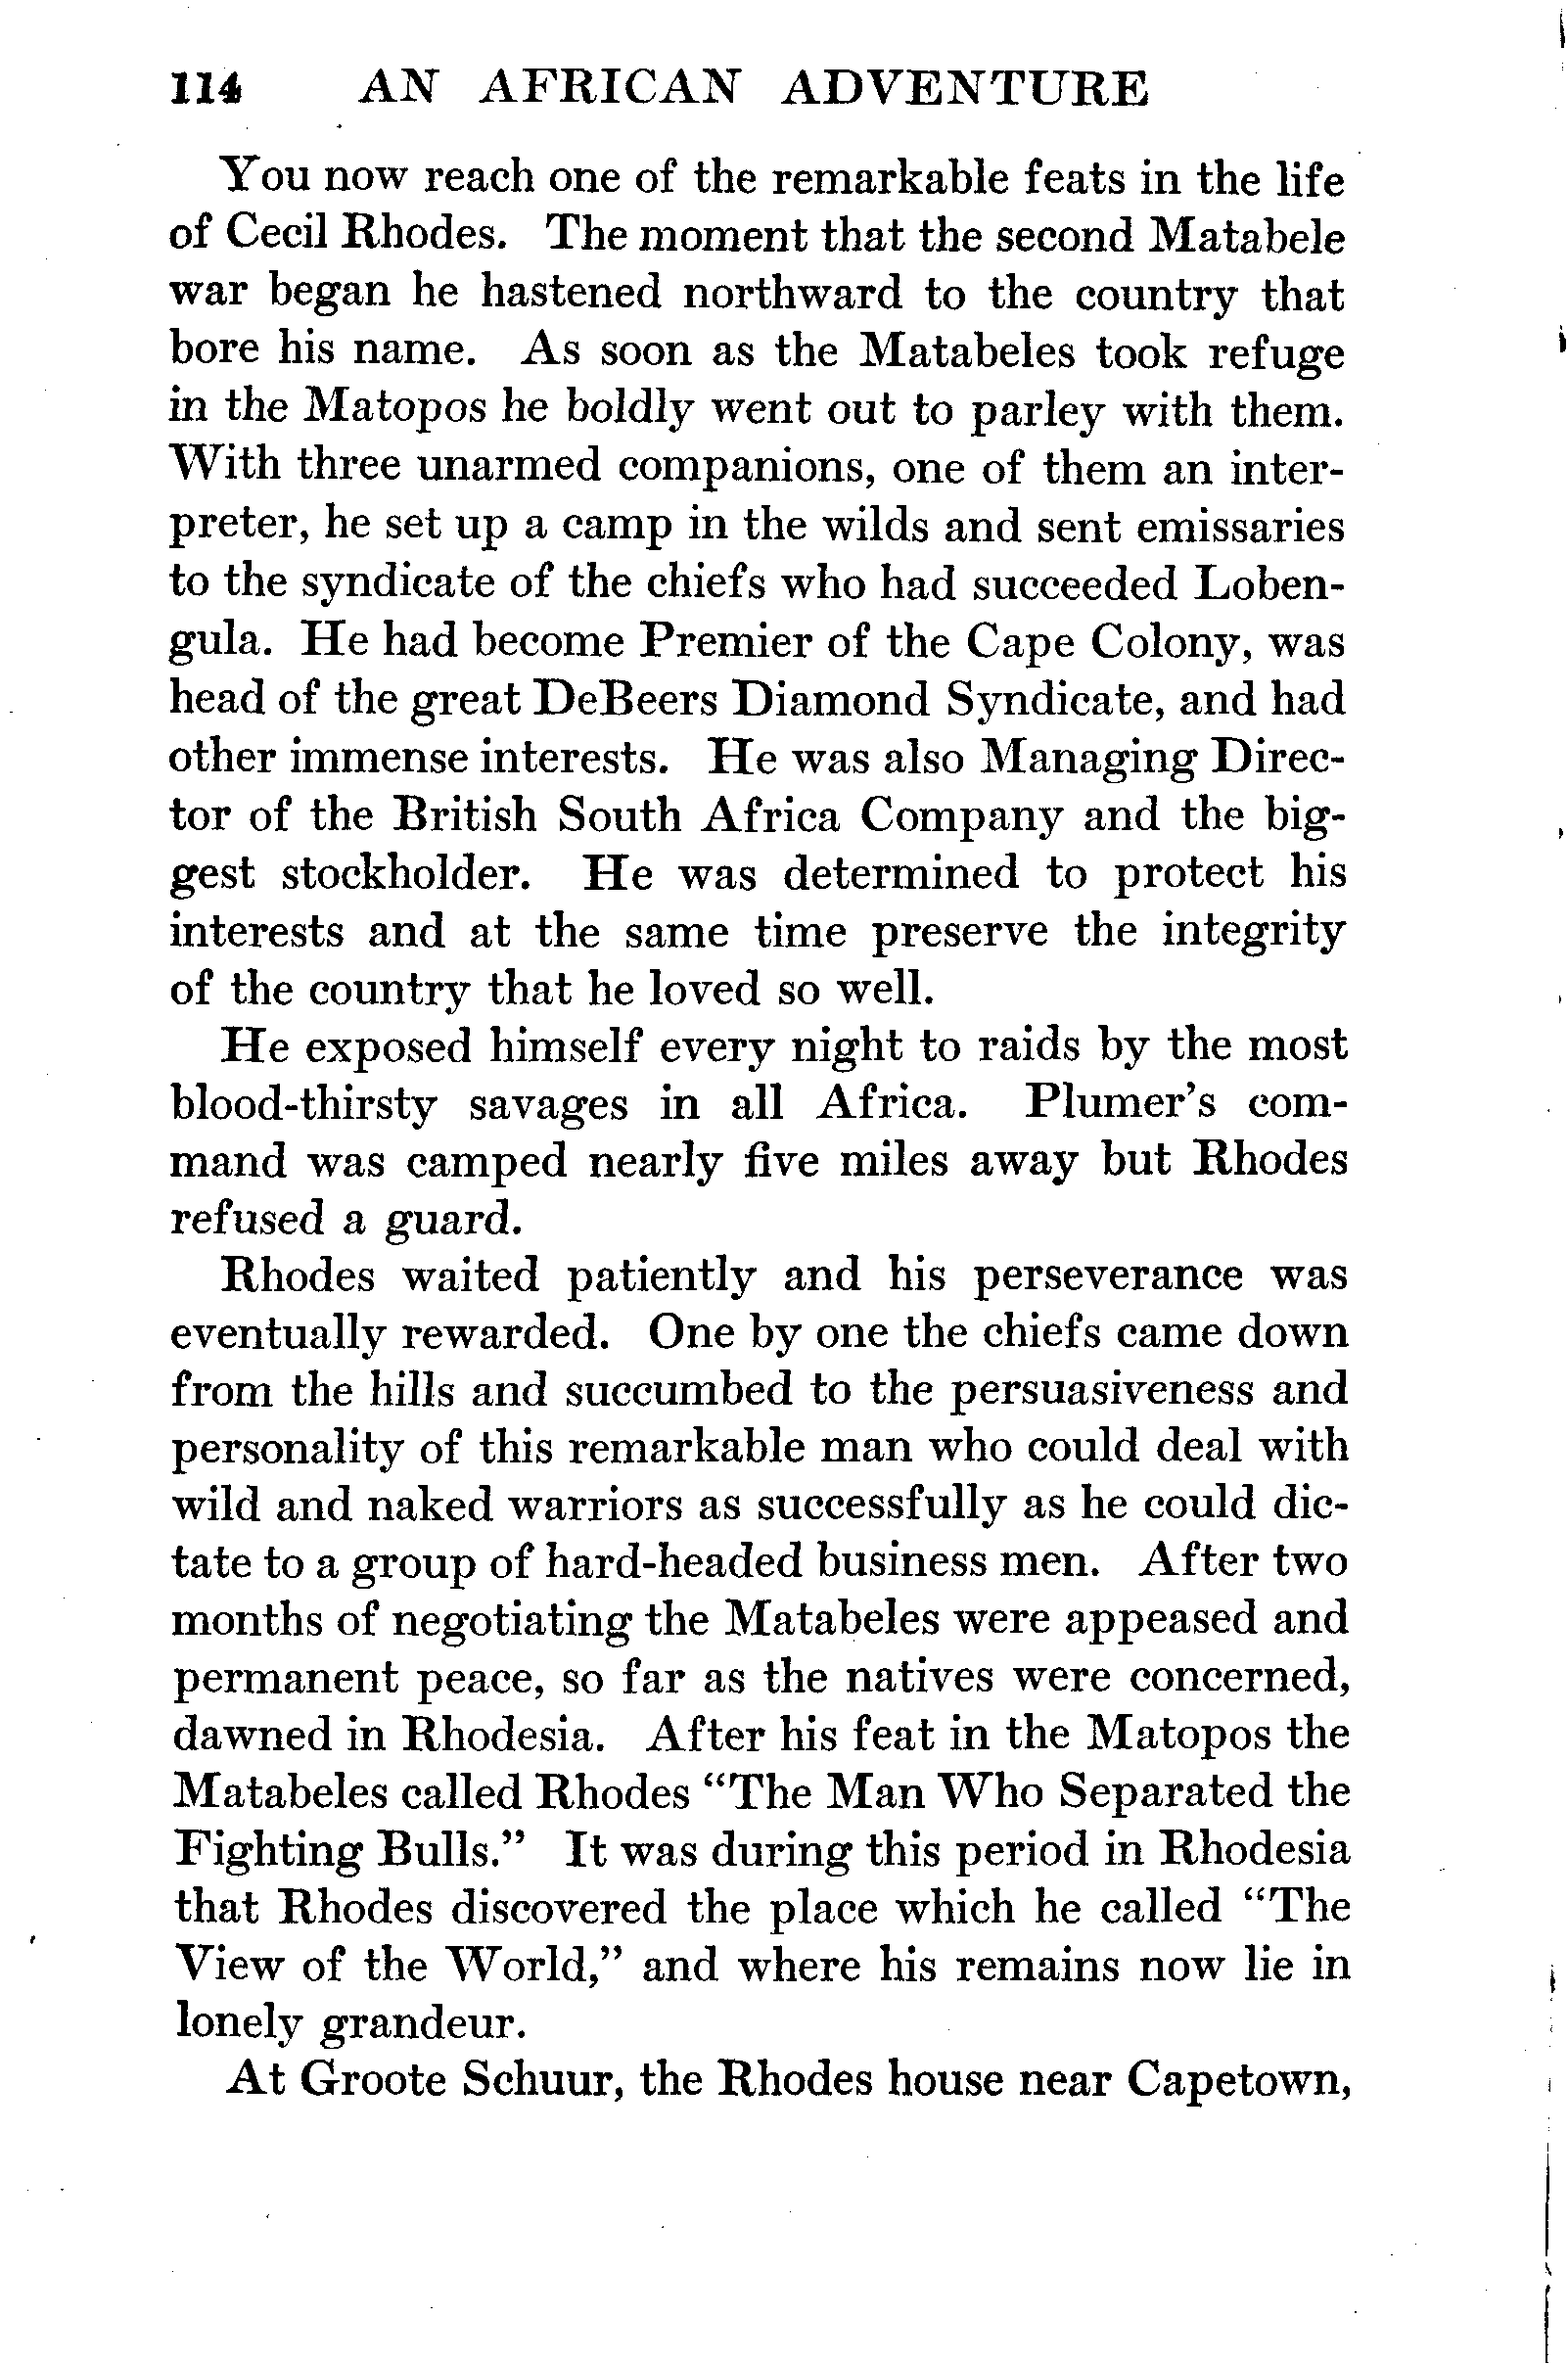 114 AN AFRICAN ADVENTURE
You now reach one of the remarkable feats in the life
of Cecil Rhodes. The moment that the second Matabele
war began he hastened northward to the country that
bore his name. As soon as the Matabeles took refuge
in the Matopos he boldly went out to parley with them.
With three unarmed companions, one of them an inter-
preter, he set up a camp in the wilds and sent emissaries
to the syndicate of the chiefs who had succeeded Loben-
gula. He had become Premier of the Cape Colony, was
head of the great DeBeers Diamond Syndicate, and had
other immense interests. He was also Managing Direc-
tor of the British South Africa Company and the big-
gest stockholder. He was determined to protect his
interests and at the same time preserve the integrity
of the country that he loved so well.
He exposed himself every night to raids by the most
blood-thirsty savages in all Africa. Plumer's com-
mand was camped nearly five miles away but Rhodes
refused a guard.
Rhodes waited patiently and his perseverance was
eventually rewarded. One by one the chiefs came down
from the hills and succumbed to the persuasiveness and
personality of this remarkable man who could deal with
wild and naked warriors as successfully as he could dic-
tate to a group of hard-headed business men. After two
months of negotiating the Matabeles were appeased and
permanent peace, so far as the natives were concerned,
dawned in Rhodesia. After his feat in the Matopos the
Matabeles called Rhodes “The Man Who Separated the
Fighting Bulls.” It was during this period in Rhodesia
that Rhodes discovered the place which he called “The
View of the World,” and where his remains now lie in
lonely grandeur.
At Groote Schuur, the Rhodes house near Capetown,